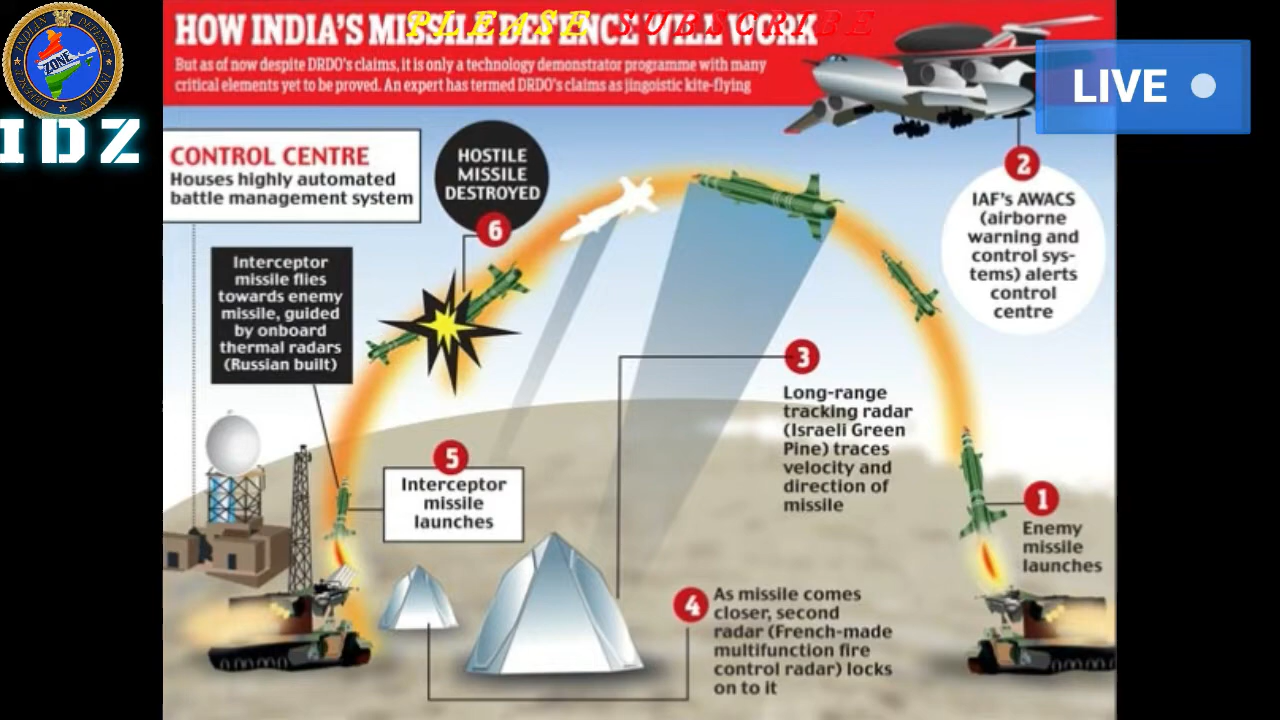 PLEASE SUBSCRIBE
HOW INDIA'S MISSILE DEFENCE WILL WORK
But as of now despite DRDO's claims, it is only a technology demonstrator programme with many
critical elements yet to be proved. An expert has termed DRDO's claims as jingoistic kite-flying
LIVE
ZONE
IDZ
CONTROL CENTRE
Houses highly automated
battle management system
HOSTILE
MISSILE
DESTROYED
6
2
IAF's AWACS
(airborne
warning and
control sys-
tems) alerts
control
centre
Interceptor
missile flies
towards enemy
missile, guided
by onboard
thermal radars
(Russian built)
3
Long-range
tracking radar
(Israeli Green
Pine) traces
velocity and
direction of
missile
5
Interceptor
missile
launches
1
Enemy
missile
launches
4
As missile comes
closer, second
radar (French-made
multifunction fire
control radar) locks
on to it